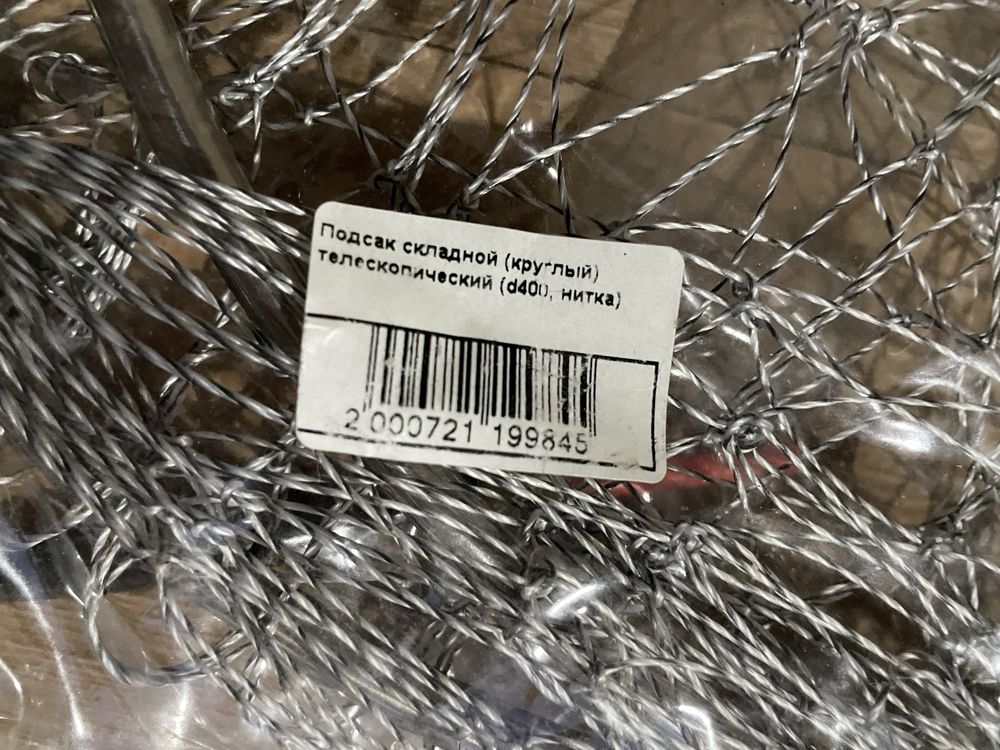 Подсак складной (круглый)
телескопический (d400, нитка)
2 000721 199845